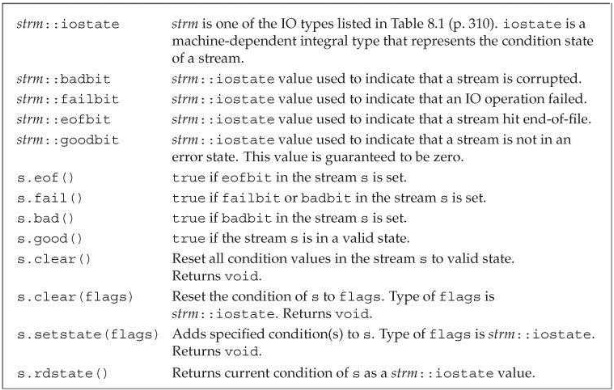 strm::iostate strm is one of the IO types listed in Table 8.1 (p. 310). iostate is a
machine-dependent integral type that represents the condition state
of a stream.
strm::badbit strm::iostate value used to indicate that a stream is corrupted.
strm::failbit strm::iostate value used to indicate that an IO operation failed.
strm::eofbit strm::iostate value used to indicate that a stream hit end-of-file.
strm::goodbit strm::iostate value used to indicate that a stream is not in an
error state. This value is guaranteed to be zero.
s.eof() true if eofbit in the stream s is set.
s.fail() true if failbit or badbit in the stream s is set.
s.bad() true if badbit in the stream s is set.
s.good() true if the stream s is in a valid state.
s.clear() Reset all condition values in the stream s to valid state.
Returns void.
s.clear(flags) Reset the condition of s to flags. Type of flags is
strm::iostate. Returns void.
s.setstate(flags) Adds specified condition(s) to s. Type of flags is strm::iostate.
Returns void.
s.rdstate() Returns current condition of s as a strm::iostate value.